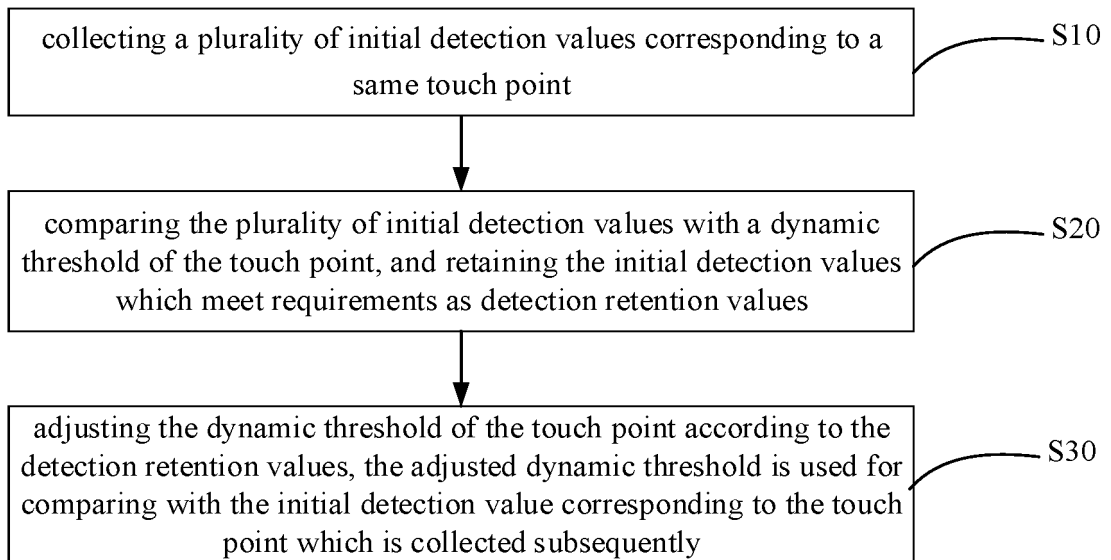 collecting a plurality of initial detection values corresponding to a
same touch point
S10
comparing the plurality of initial detection values with a dynamic
threshold of the touch point, and retaining the initial detection values
which meet requirements as detection retention values
S20
adjusting the dynamic threshold of the touch point according to the
detection retention values, the adjusted dynamic threshold is used for
comparing with the initial detection value corresponding to the touch
point which is collected subsequently
S30